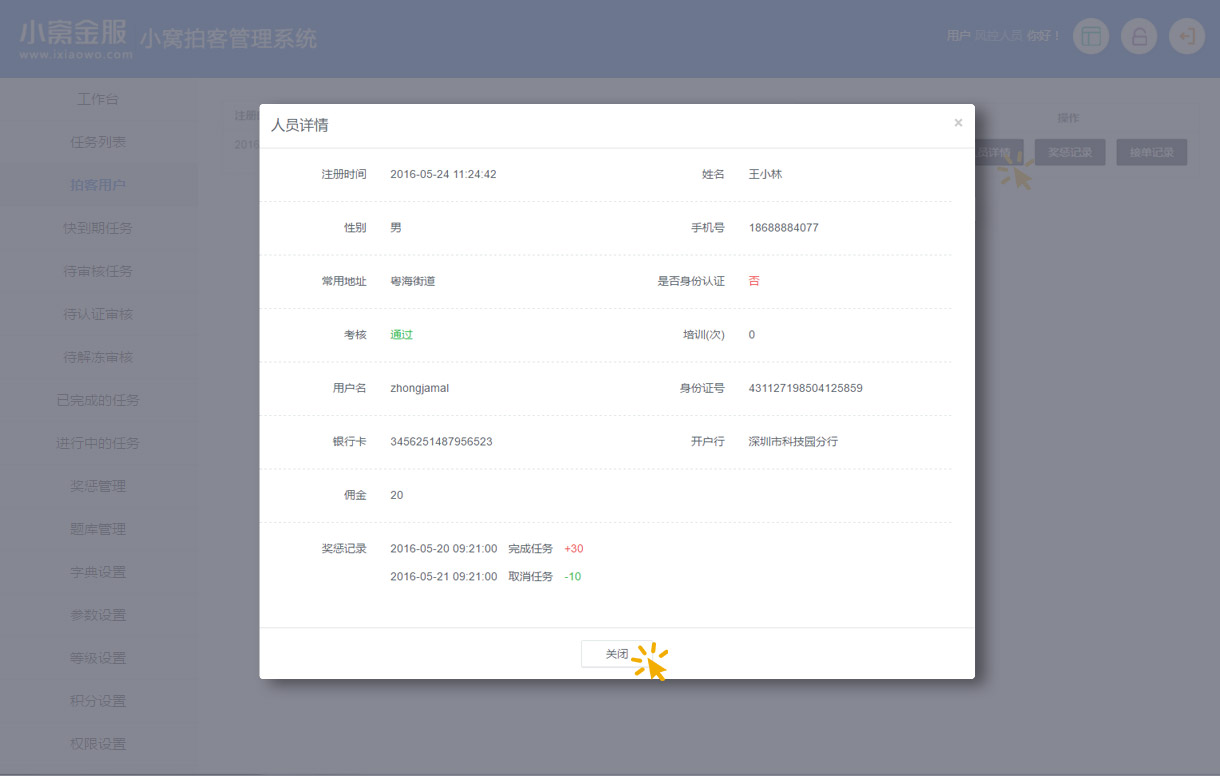 小窝金服
www.ixiaowo.com
小窝拍客管理系统
用户 风控人员 你好！
工作台
任务列表
拍客用户
快到期任务
待审核任务
待认证审核
待解冻审核
已完成的任务
进行中的任务
奖惩管理
题库管理
字典设置
参数设置
等级设置
积分设置
权限设置
注册
2016
操作
员详情 奖惩记录 接单记录
人员详情 ×
注册时间 2016-05-24 11:24:42 姓名 王小林
性别 男 手机号 18688884077
常用地址 粤海街道 是否身份认证 否
考核 通过 培训(次) 0
用户名 zhongjamal 身份证号 431127198504125859
银行卡 3456251487956523 开户行 深圳市科技园分行
佣金 20
奖惩记录 2016-05-20 09:21:00 完成任务 +30
2016-05-21 09:21:00 取消任务 -10
关闭